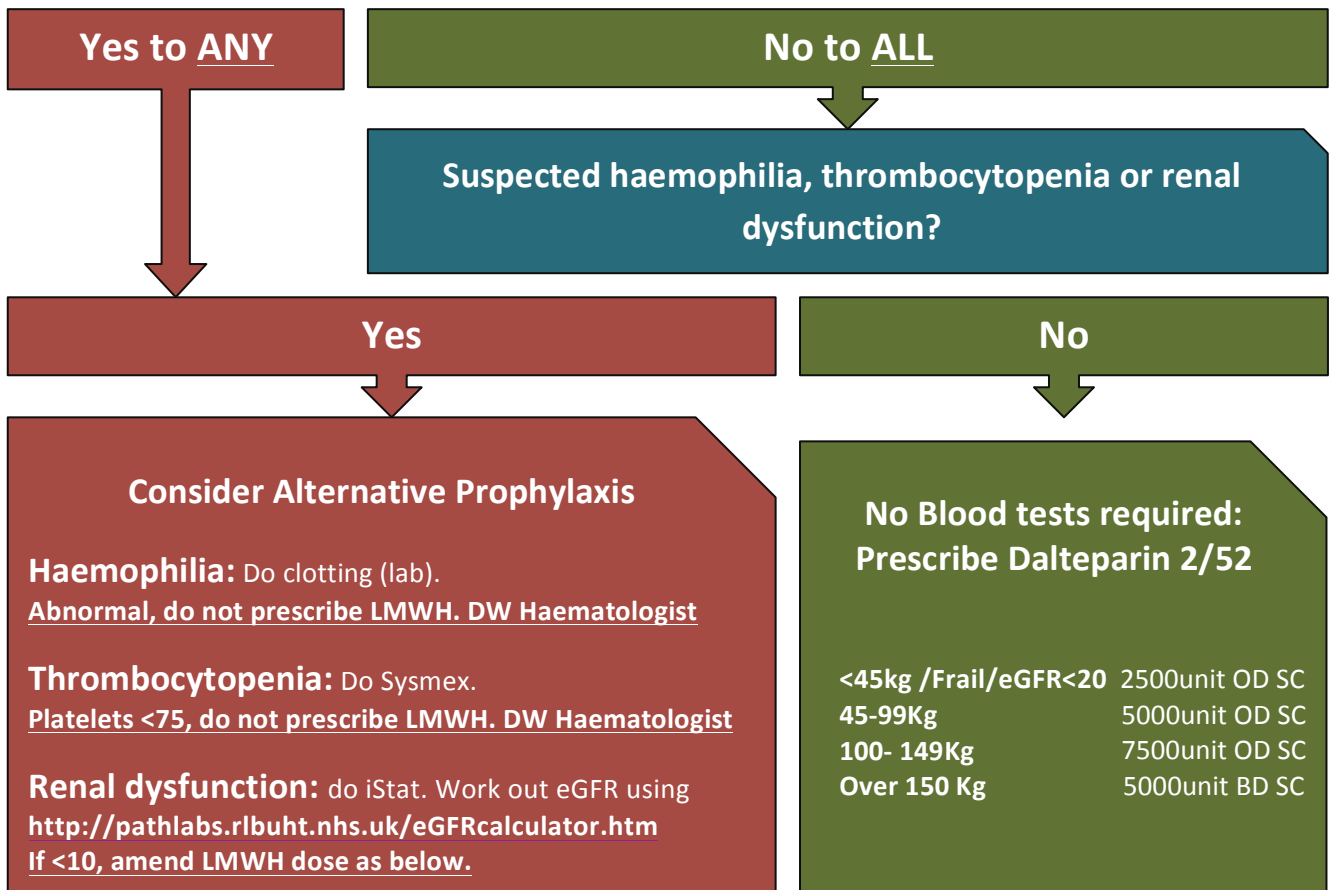 Yes to ANY
No to ALL
Suspected haemophilia, thrombocytopenia or renal
dysfunction?
Yes
No
Consider Alternative Prophylaxis
Haemophilia: Do clotting (lab).
Abnormal, do not prescribe LMWH. DW Haematologist
Thrombocytopenia: Do Sysmex.
Platelets <75, do not prescribe LMWH. DW Haematologist
Renal dysfunction: do iStat. Work out eGFR using
http://pathlabs.rlbuht.nhs.uk/eGFRcalculator.htm
If <10, amend LMWH dose as below.
No Blood tests required:
Prescribe Dalteparin 2/52
<45kg /Frail/eGFR<20 2500unit OD SC
45-99Kg 5000unit OD SC
100- 149Kg 7500unit OD SC
Over 150 Kg 5000unit BD SC